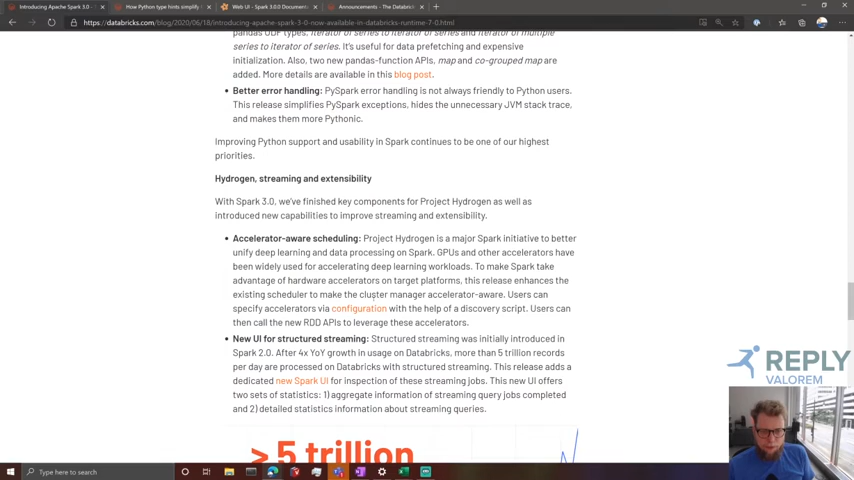 Introducing Apache Spark 3.0 -
How Python type hints simplify
Web UI - Spark 3.0.0 Document
Announcements - The Databric
https://databricks.com/blog/2020/06/18/introducing-apache-spark-3-0-now-available-in-databricks-runtime-7-0.html
pandas UDF types, iterator of series to iterator of series and iterator of multiple
series to iterator of series. It's useful for data prefetching and expensive
initialization. Also, two new pandas-function APIs, map and co-grouped map are
added. More details are available in this blog post.
Better error handling: PySpark error handling is not always friendly to Python users.
This release simplifies PySpark exceptions, hides the unnecessary JVM stack trace,
and makes them more Pythonic.
Improving Python support and usability in Spark continues to be one of our highest
priorities.
Hydrogen, streaming and extensibility
With Spark 3.0, we've finished key components for Project Hydrogen as well as
introduced new capabilities to improve streaming and extensibility.
Accelerator-aware scheduling: Project Hydrogen is a major Spark initiative to better
unify deep learning and data processing on Spark. GPUs and other accelerators have
been widely used for accelerating deep learning workloads. To make Spark take
advantage of hardware accelerators on target platforms, this release enhances the
existing scheduler to make the cluster manager accelerator-aware. Users can
specify accelerators via configuration with the help of a discovery script. Users can
then call the new RDD APIs to leverage these accelerators.
New UI for structured streaming: Structured streaming was initially introduced in
Spark 2.0. After 4x YoY growth in usage on Databricks, more than 5 trillion records
per day are processed on Databricks with structured streaming. This release adds a
dedicated new Spark UI for inspection of these streaming jobs. This new UI offers
two sets of statistics: 1) aggregate information of streaming query jobs completed
and 2) detailed statistics information about streaming queries.
> 5 trillion
REPLY
VALOREM
Type here to search